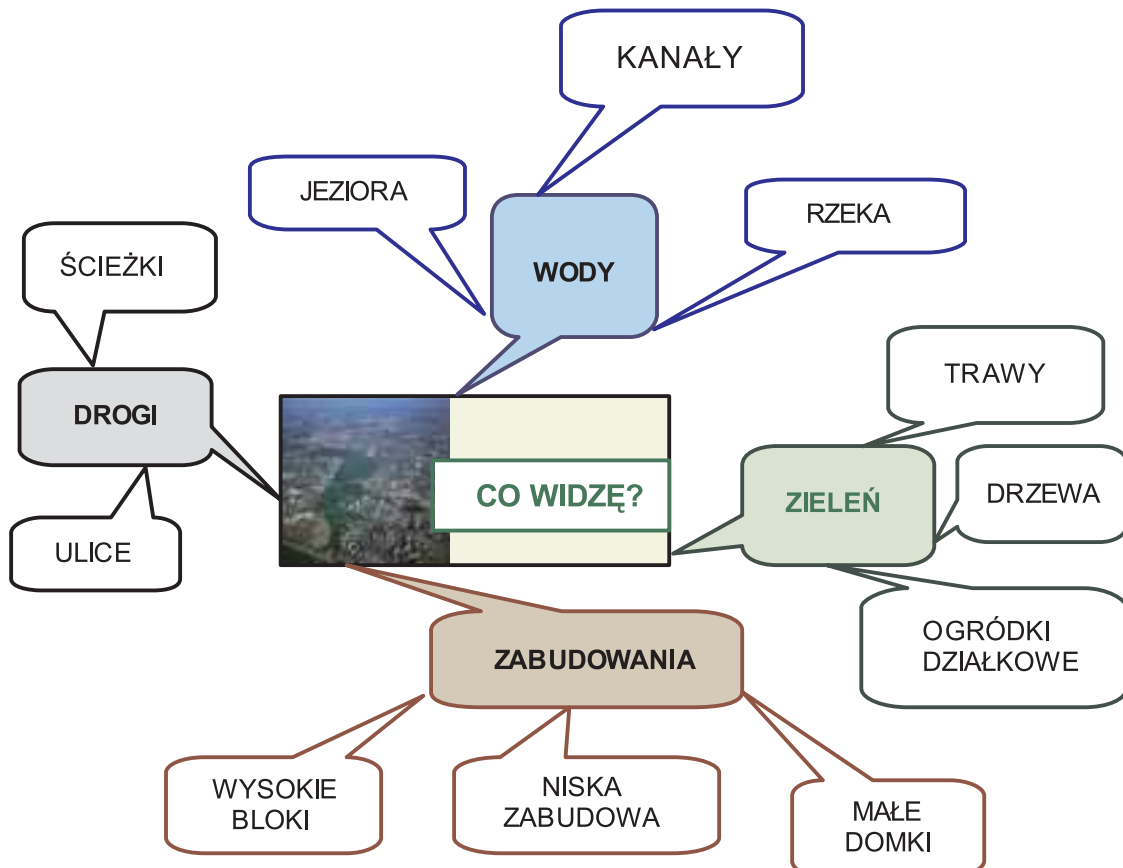 KANAŁY
JEZIORA
RZEKA
WODY
ŚCIEŻKI
DROGI
ULICE
CO WIDZĘ?
TRAWY
ZIELEŃ
DRZEWA
OGRÓDKI
DZIAŁKOWE
ZABUDOWANIA
WYSOKIE
BLOKI
NISKA
ZABUDOWA
MAŁE
DOMKI